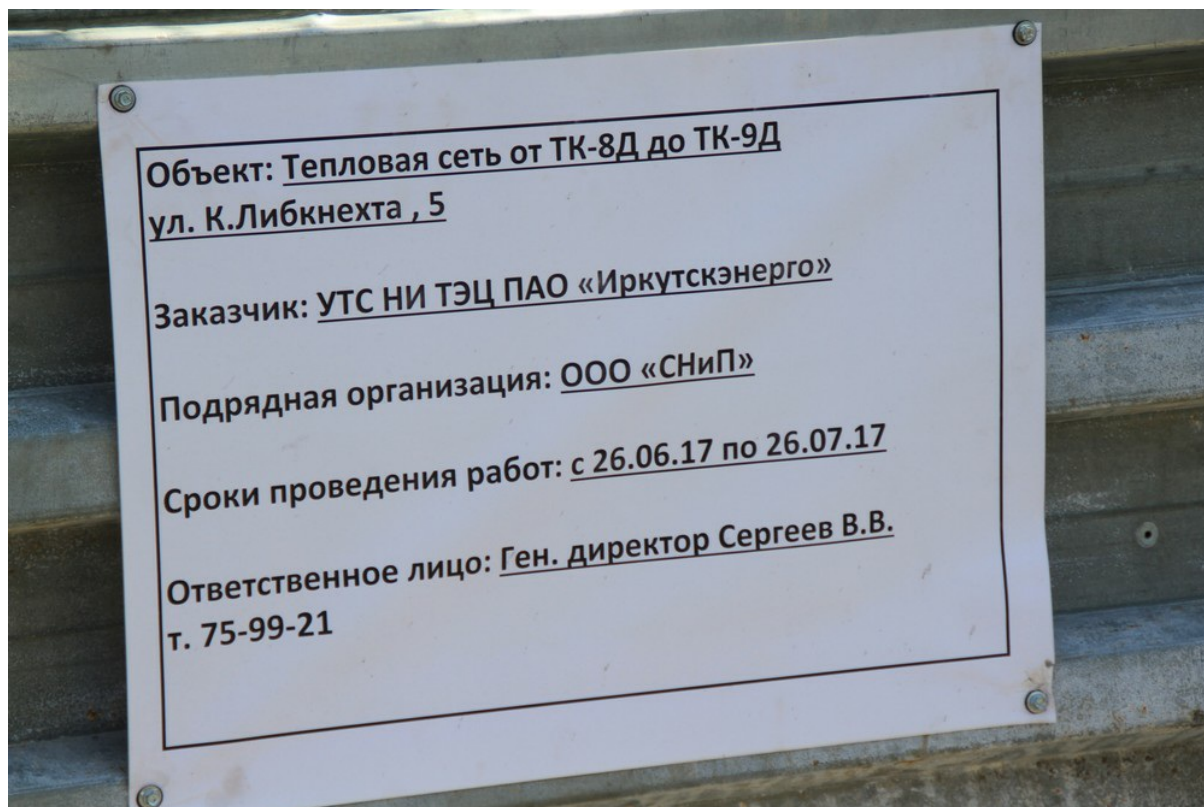 Объект: Тепловая сеть от ТК-8Д до ТК-9Д
ул. К.Либкнехта , 5
Заказчик: УТС НИ ТЭЦ ПАО «Иркутскэнерго»
Подрядная организация: ООО «СНиП»
Сроки проведения работ: с 26.06.17 по 26.07.17
Ответственное лицо: Ген. директор Сергеев В.В.
т. 75-99-21